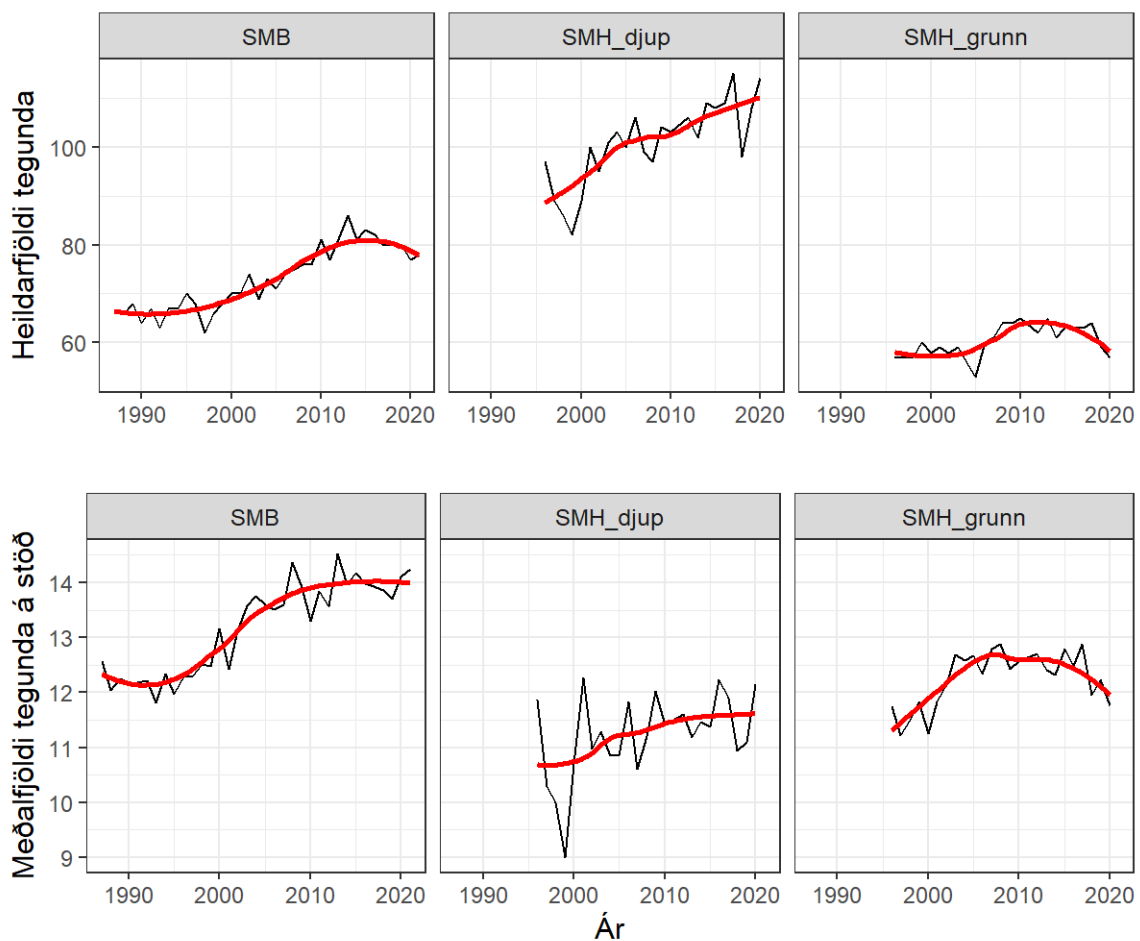 SMB SMH_djup SMH_grunn
Heildarfjöldi tegunda
100
80
60
1990 2000 2010 2020 1990 2000 2010 2020 1990 2000 2010 2020
SMB SMH_djup SMH_grunn
Meðalfjöldi tegunda á stöð
14
13
12
11
10
9
1990 2000 2010 2020 1990 2000 2010 2020 1990 2000 2010 2020
Ár